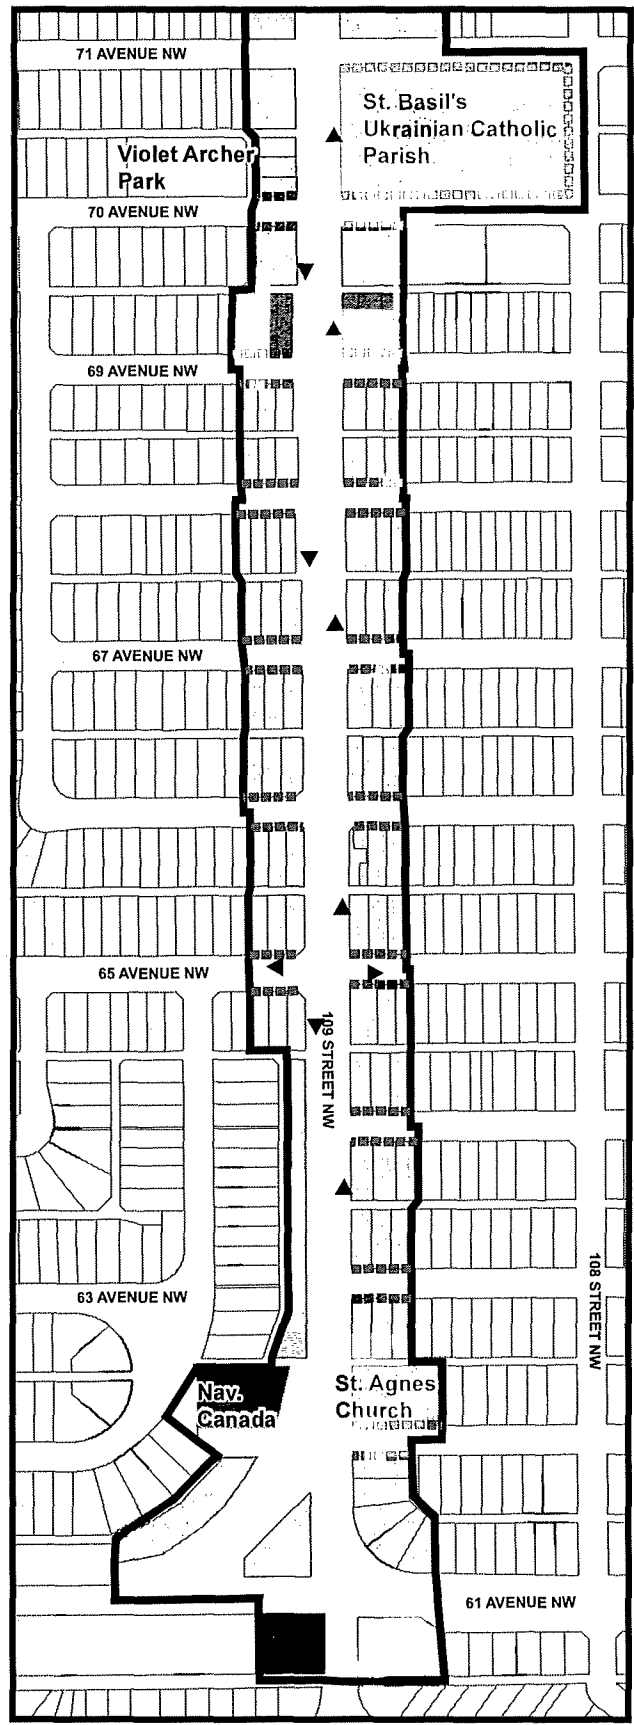 71 AVENUE NW
St. Basil's
Ukrainian Catholic
Parish
Violet Archer
Park
70 AVENUE NW
69 AVENUE NW
67 AVENUE NW
65 AVENUE NW
109 STREET NW
63 AVENUE NW
108 STREET NW
Nav.
Canada
St. Agnes
Church
61 AVENUE NW